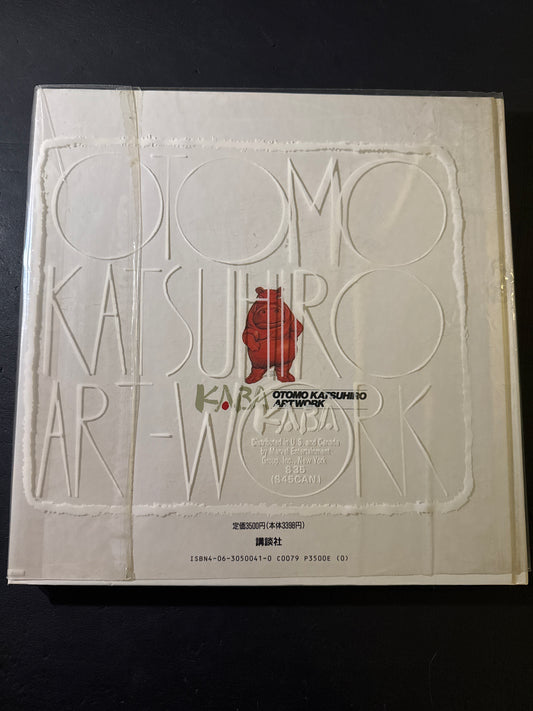 OTOMO
KATSUHIRO
ART-WORK
KABA OTOMO KATSUHIRO
ARTWORK
KABA
Distributed in U.S. and Canada
by Marvel Entertainment
Group, Inc., New York
$35
($45CAN.)
定価3500円(本体3398円)
講談社
ISBN4-06-3050041-0 C0079 P3500E (0)